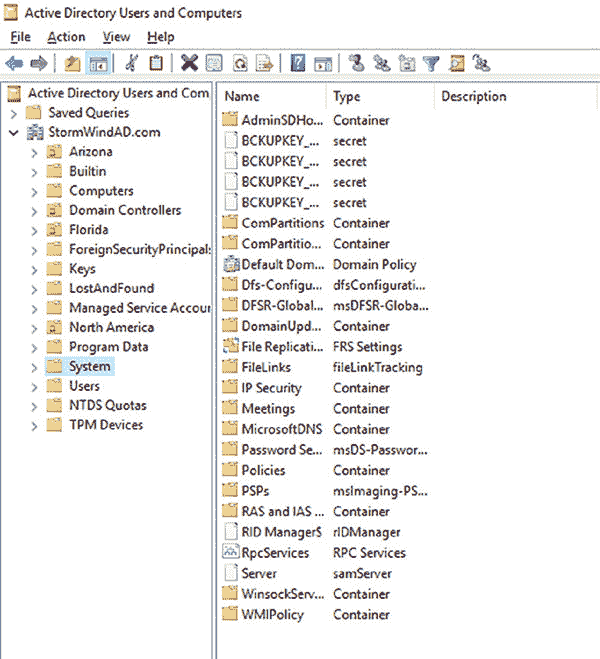 Active Directory Users and Computers
File Action View Help
Active Directory Users and Com
Saved Queries
StormWindAD.com
Arizona
Builtin
Computers
Domain Controllers
Florida
ForeignSecurityPrincipals
Keys
LostAndFound
Managed Service Accour
North America
Program Data
System
Users
NTDS Quotas
TPM Devices
Name Type Description
AdminSDHo... Container
BCKUPKEY_... secret
BCKUPKEY_... secret
BCKUPKEY_... secret
BCKUPKEY_... secret
ComPartitions Container
ComPartitio... Container
Default Dom... Domain Policy
Dfs-Configu... dfsConfigurati...
DFSR-Global... msDFSR-Globa...
DomainUpd... Container
File Replicati... FRS Settings
FileLinks fileLinkTracking
IP Security Container
Meetings Container
MicrosoftDNS Container
Password Se... msDS-Passwor...
Policies Container
PSPs msImaging-PS...
RAS and IAS ... Container
RID Manager$ rIDManager
RpcServices RPC Services
Server samServer
WinsockServ... Container
WMIPolicy Container